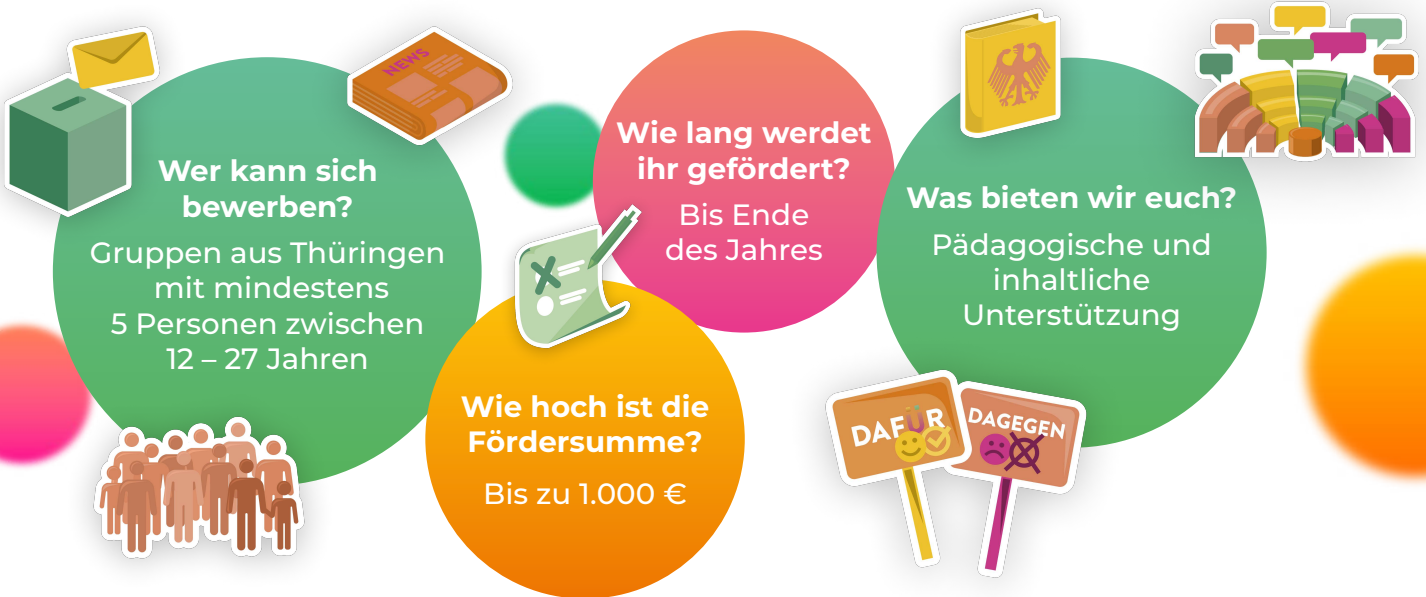 NEWS
Wer kann sich
bewerben?
Gruppen aus Thüringen
mit mindestens
5 Personen zwischen
12 – 27 Jahren
Wie hoch ist die
Fördersumme?
Bis zu 1.000 €
Wie lang werdet
ihr gefördert?
Bis Ende
des Jahres
Was bieten wir euch?
Pädagogische und
inhaltliche
Unterstützung
DAFÜR
DAGEGEN